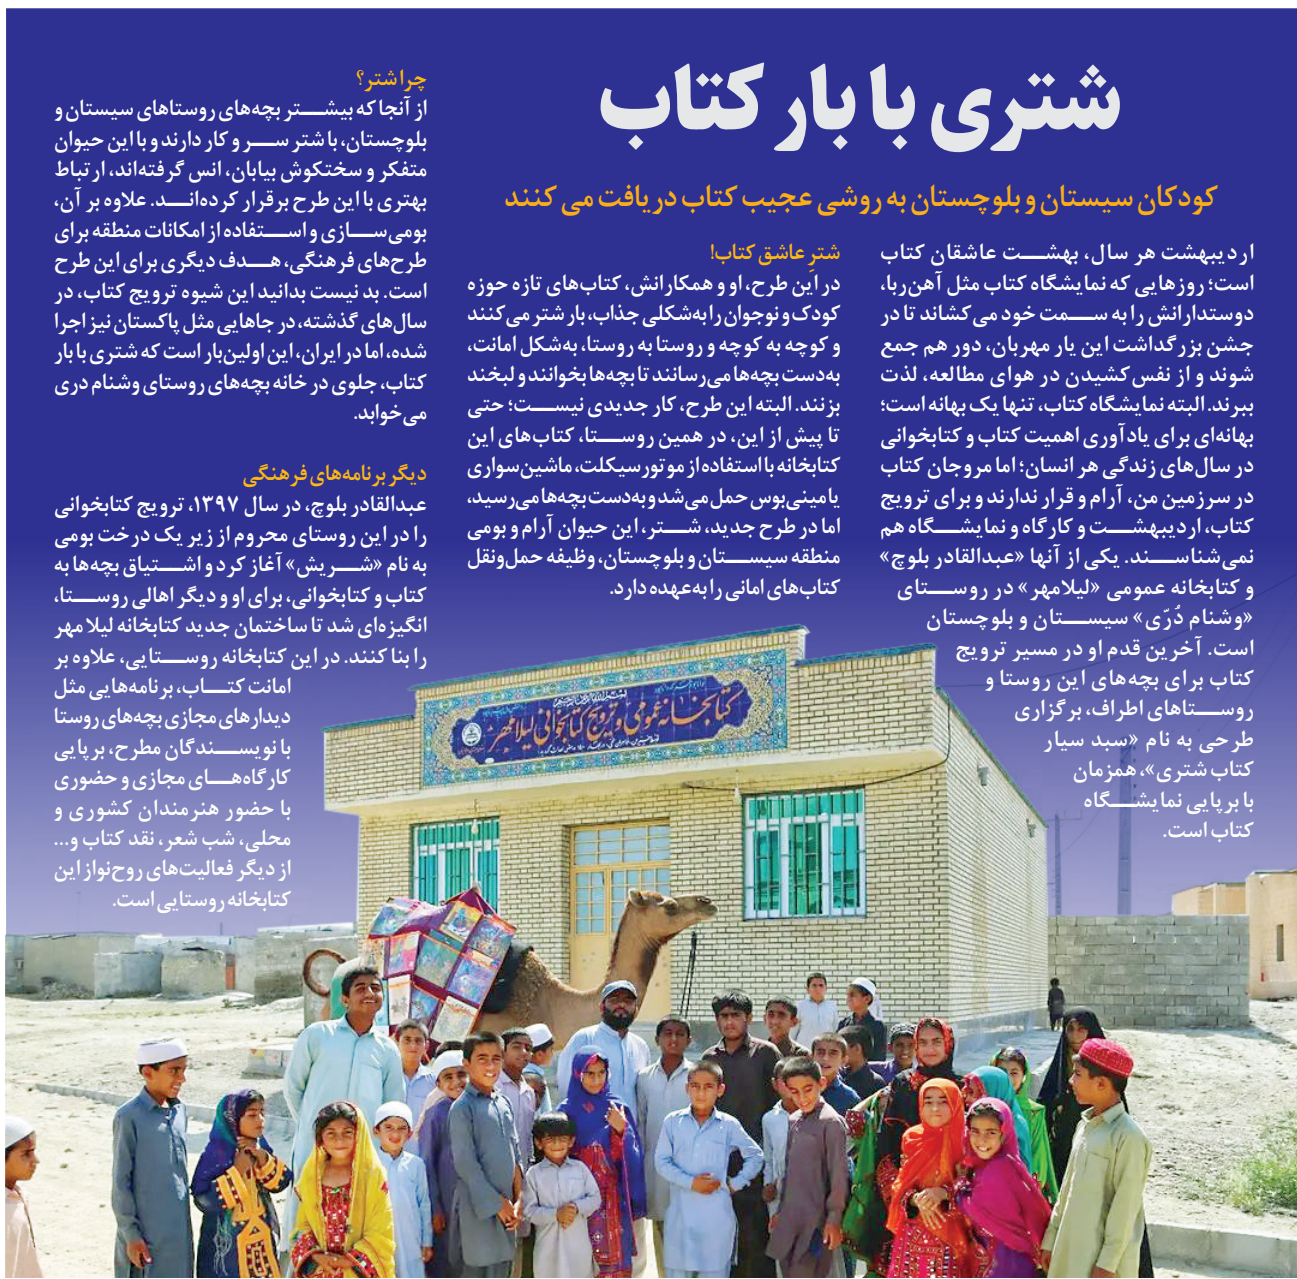 شتری با بار کتاب
کودکان سیستان و بلوچستان به روشی عجیب کتاب دریافت می کنند
اردیبهشت هر سال، بهشت عاشقان کتاب
است؛ روزهایی که نمایشگاه کتاب مثل آهن‌ربا،
دوستدارانش را به سمت خود می‌کشاند تا در
جشن بزرگداشت این یار مهربان، دور هم جمع
شوند و از نفس‌کشیدن در هوای مطالعه، لذت
ببرند. البته نمایشگاه کتاب، تنها یک بهانه است؛
بهانه‌ای برای یادآوری اهمیت کتاب و کتابخوانی
در سال‌های زندگی هر انسان؛ اما مروجان کتاب
در سرزمین من، آرام و قرار ندارند و برای ترویج
کتاب، اردیبهشت و کارگاه و نمایشگاه هم
نمی‌شناسند. یکی از آنها «عبدالقادر بلوچ»
و کتابخانه عمومی «لیلامهر» در روستای
«وشنام دُرّی» سیستان و بلوچستان
است. آخرین قدم او در مسیر ترویج
کتاب برای بچه‌های این روستا و
روستاهای اطراف، برگزاری
طرحی به نام «سبد سیار
کتاب شتری»، همزمان
با برپایی نمایشگاه
کتاب است.
شترِ عاشق کتاب!
در این طرح، او و همکارانش، کتاب‌های تازه حوزه
کودک و نوجوان را به‌شکلی جذاب، بار شتر می‌کنند
و کوچه به کوچه و روستا به روستا، به‌شکل امانت،
به‌دست بچه‌ها می‌رسانند تا بچه‌ها بخوانند و لبخند
بزنند. البته این طرح، کار جدیدی نیست؛ حتی
تا پیش از این، در همین روستا، کتاب‌های این
کتابخانه با استفاده از موتورسیکلت، ماشین‌سواری
یا مینی‌بوس حمل می‌شد و به‌دست بچه‌ها می‌رسید،
اما در طرح جدید، شتر، این حیوان آرام و بومی
منطقه سیستان و بلوچستان، وظیفه حمل‌ونقل
کتاب‌های امانی را به‌عهده دارد.
چرا شتر؟
از آنجا که بیشتر بچه‌های روستاهای سیستان و
بلوچستان، با شتر سر و کار دارند و با این حیوان
متفکر و سختکوش بیابان، انس گرفته‌اند، ارتباط
بهتری با این طرح برقرار کرده‌اند. علاوه بر آن،
بومی‌سازی و استفاده از امکانات منطقه برای
طرح‌های فرهنگی، هدف دیگری برای این طرح
است. بد نیست بدانید این شیوه ترویج کتاب، در
سال‌های گذشته، در جاهایی مثل پاکستان نیز اجرا
شده، اما در ایران، این اولین‌بار است که شتری با بار
کتاب، جلوی در خانه بچه‌های روستای وشنام دری
می‌خوابد.
دیگر برنامه‌های فرهنگی
عبدالقادر بلوچ، در سال ۱۳۹۷، ترویج کتابخوانی
را در این روستای محروم از زیر یک درخت بومی
به نام «شریش» آغاز کرد و اشتیاق بچه‌ها به
کتاب و کتابخوانی، برای او و دیگر اهالی روستا،
انگیزه‌ای شد تا ساختمان جدید کتابخانه لیلا مهر
را بنا کنند. در این کتابخانه روستایی، علاوه بر
امانت کتاب، برنامه‌هایی مثل
دیدارهای مجازی بچه‌های روستا
با نویسندگان مطرح، برپایی
کارگاه‌های مجازی و حضوری
با حضور هنرمندان کشوری و
محلی، شب شعر، نقد کتاب و...
از دیگر فعالیت‌های روح‌نواز این
کتابخانه روستایی است.
کتابخانه عمومی و ترویج کتابخوانی لیلامهر